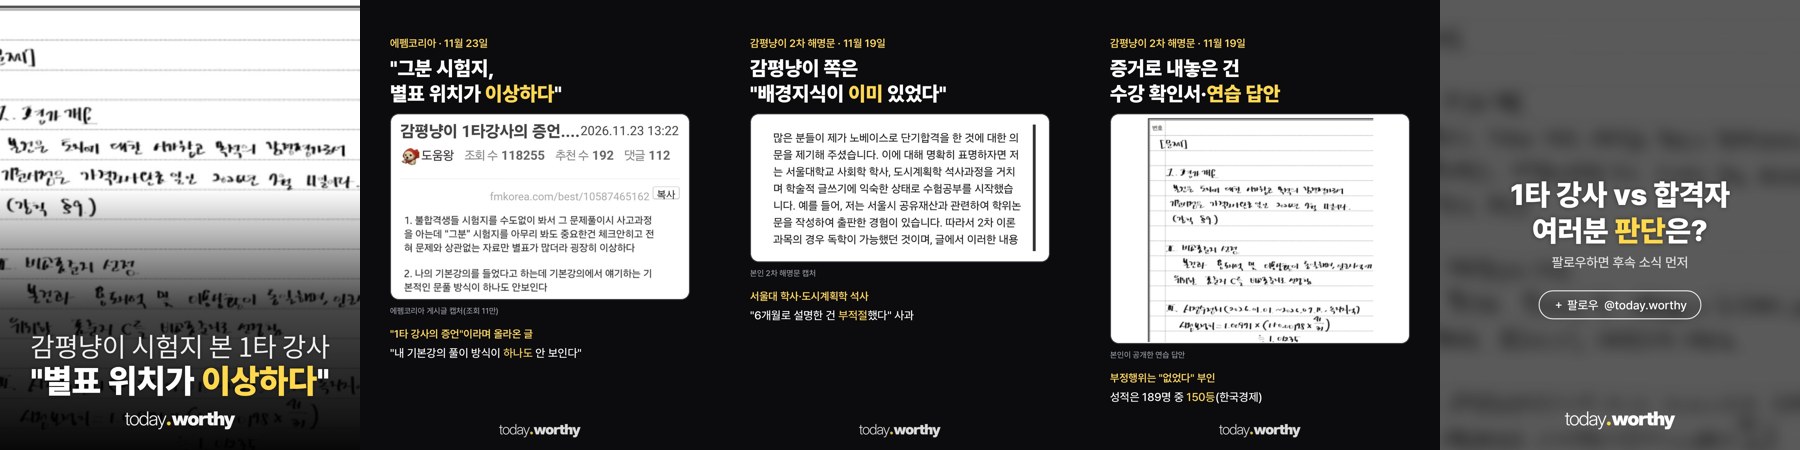 감평냥이 시험지 본 1타 강사
"별표 위치가 이상하다"
today.worthy
에펨코리아 · 11월 23일
"그분 시험지,
별표 위치가 이상하다"
감평냥이 1타강사의 증언.... 2026.11.23 13:22
도움왕 조회 수 118255 추천 수 192 댓글 112
fmkorea.com/best/10587465162 복사
1. 불합격생들 시험지를 수도없이 봐서 그 문제풀이시 사고과정
을 아는데 "그분" 시험지를 아무리 봐도 중요한건 체크안히고 전
혀 문제와 상관없는 자료만 별표가 많더라 굉장히 이상하다
2. 나의 기본강의를 들었다고 하는데 기본강의에서 얘기하는 기
본적인 문풀 방식이 하나도 안보인다
에펨코리아 게시글 캡처(조회 11만)
"1타 강사의 증언"이라며 올라온 글
"내 기본강의 풀이 방식이 하나도 안 보인다"
today.worthy
감평냥이 2차 해명문 · 11월 19일
감평냥이 쪽은
"배경지식이 이미 있었다"
많은 분들이 제가 노베이스로 단기합격을 한 것에 대한 의
문을 제기해 주셨습니다. 이에 대해 명확히 표명하자면 저
는 서울대학교 사회학 학사, 도시계획학 석사과정을 거치
며 학술적 글쓰기에 익숙한 상태로 수험공부를 시작했습
니다. 예를 들어, 저는 서울시 공유재산과 관련하여 학위논
문을 작성하여 출판한 경험이 있습니다. 따라서 2차 이론
과목의 경우 독학이 가능했던 것이며, 글에서 이러한 내용
본인 2차 해명문 캡처
서울대 학사·도시계획학 석사
"6개월로 설명한 건 부적절했다" 사과
today.worthy
감평냥이 2차 해명문 · 11월 19일
증거로 내놓은 건
수강 확인서·연습 답안
번호
[문제]
I. 평가개요
(감칙 §9)
II. 비교표준지 선정
본인이 공개한 연습 답안
부정행위는 "없었다" 부인
성적은 189명 중 150등(한국경제)
today.worthy
1타 강사 vs 합격자
여러분 판단은?
팔로우하면 후속 소식 먼저
+ 팔로우 @today.worthy
today.worthy